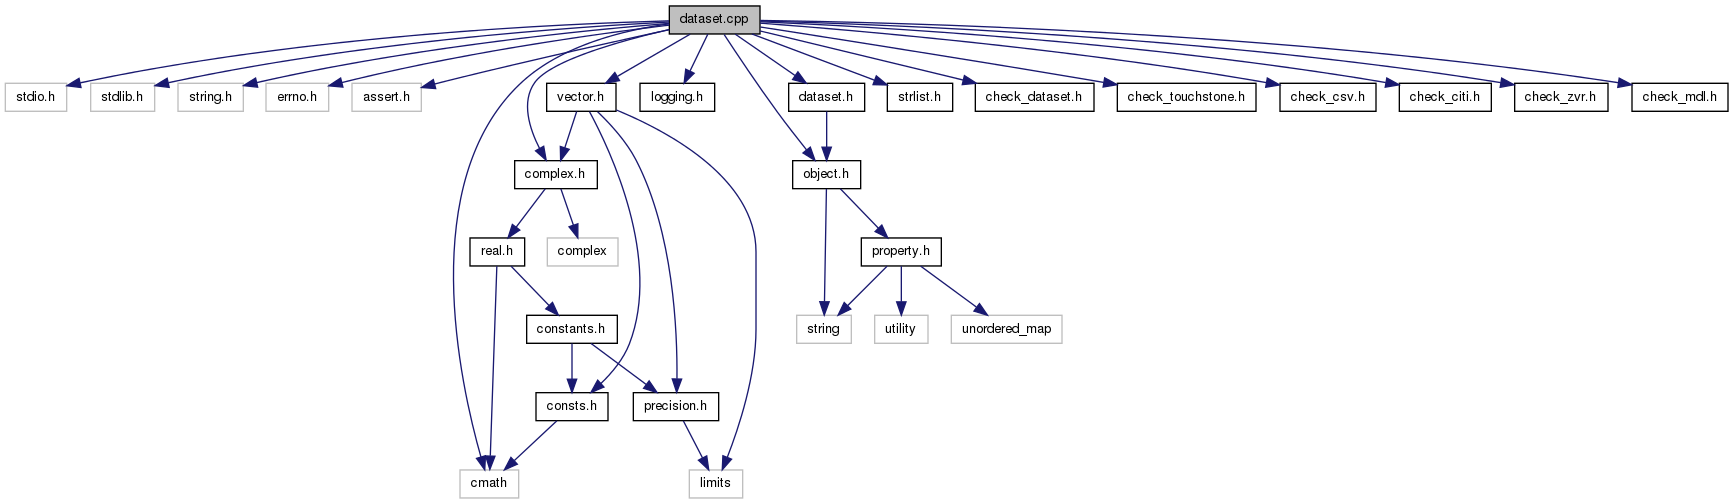 dataset.cpp
stdio.h
stdlib.h
string.h
errno.h
assert.h
vector.h
logging.h
dataset.h
strlist.h
check_dataset.h
check_touchstone.h
check_csv.h
check_citi.h
check_zvr.h
check_mdl.h
complex.h
object.h
real.h
complex
property.h
constants.h
string
utility
unordered_map
consts.h
precision.h
cmath
limits